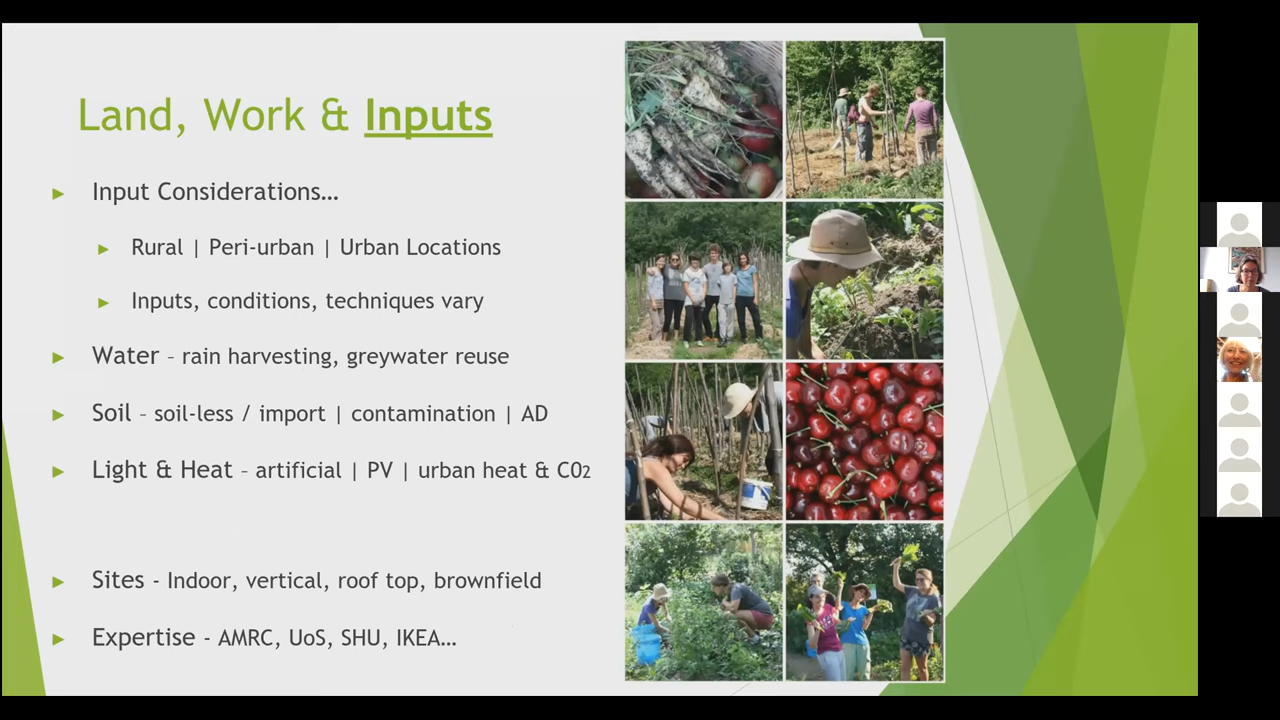 Land, Work & Inputs
Input Considerations…
Rural | Peri-urban | Urban Locations
Inputs, conditions, techniques vary
Water – rain harvesting, greywater reuse
Soil – soil-less / import | contamination | AD
Light & Heat – artificial | PV | urban heat & C02
Sites - Indoor, vertical, roof top, brownfield
Expertise - AMRC, UoS, SHU, IKEA…